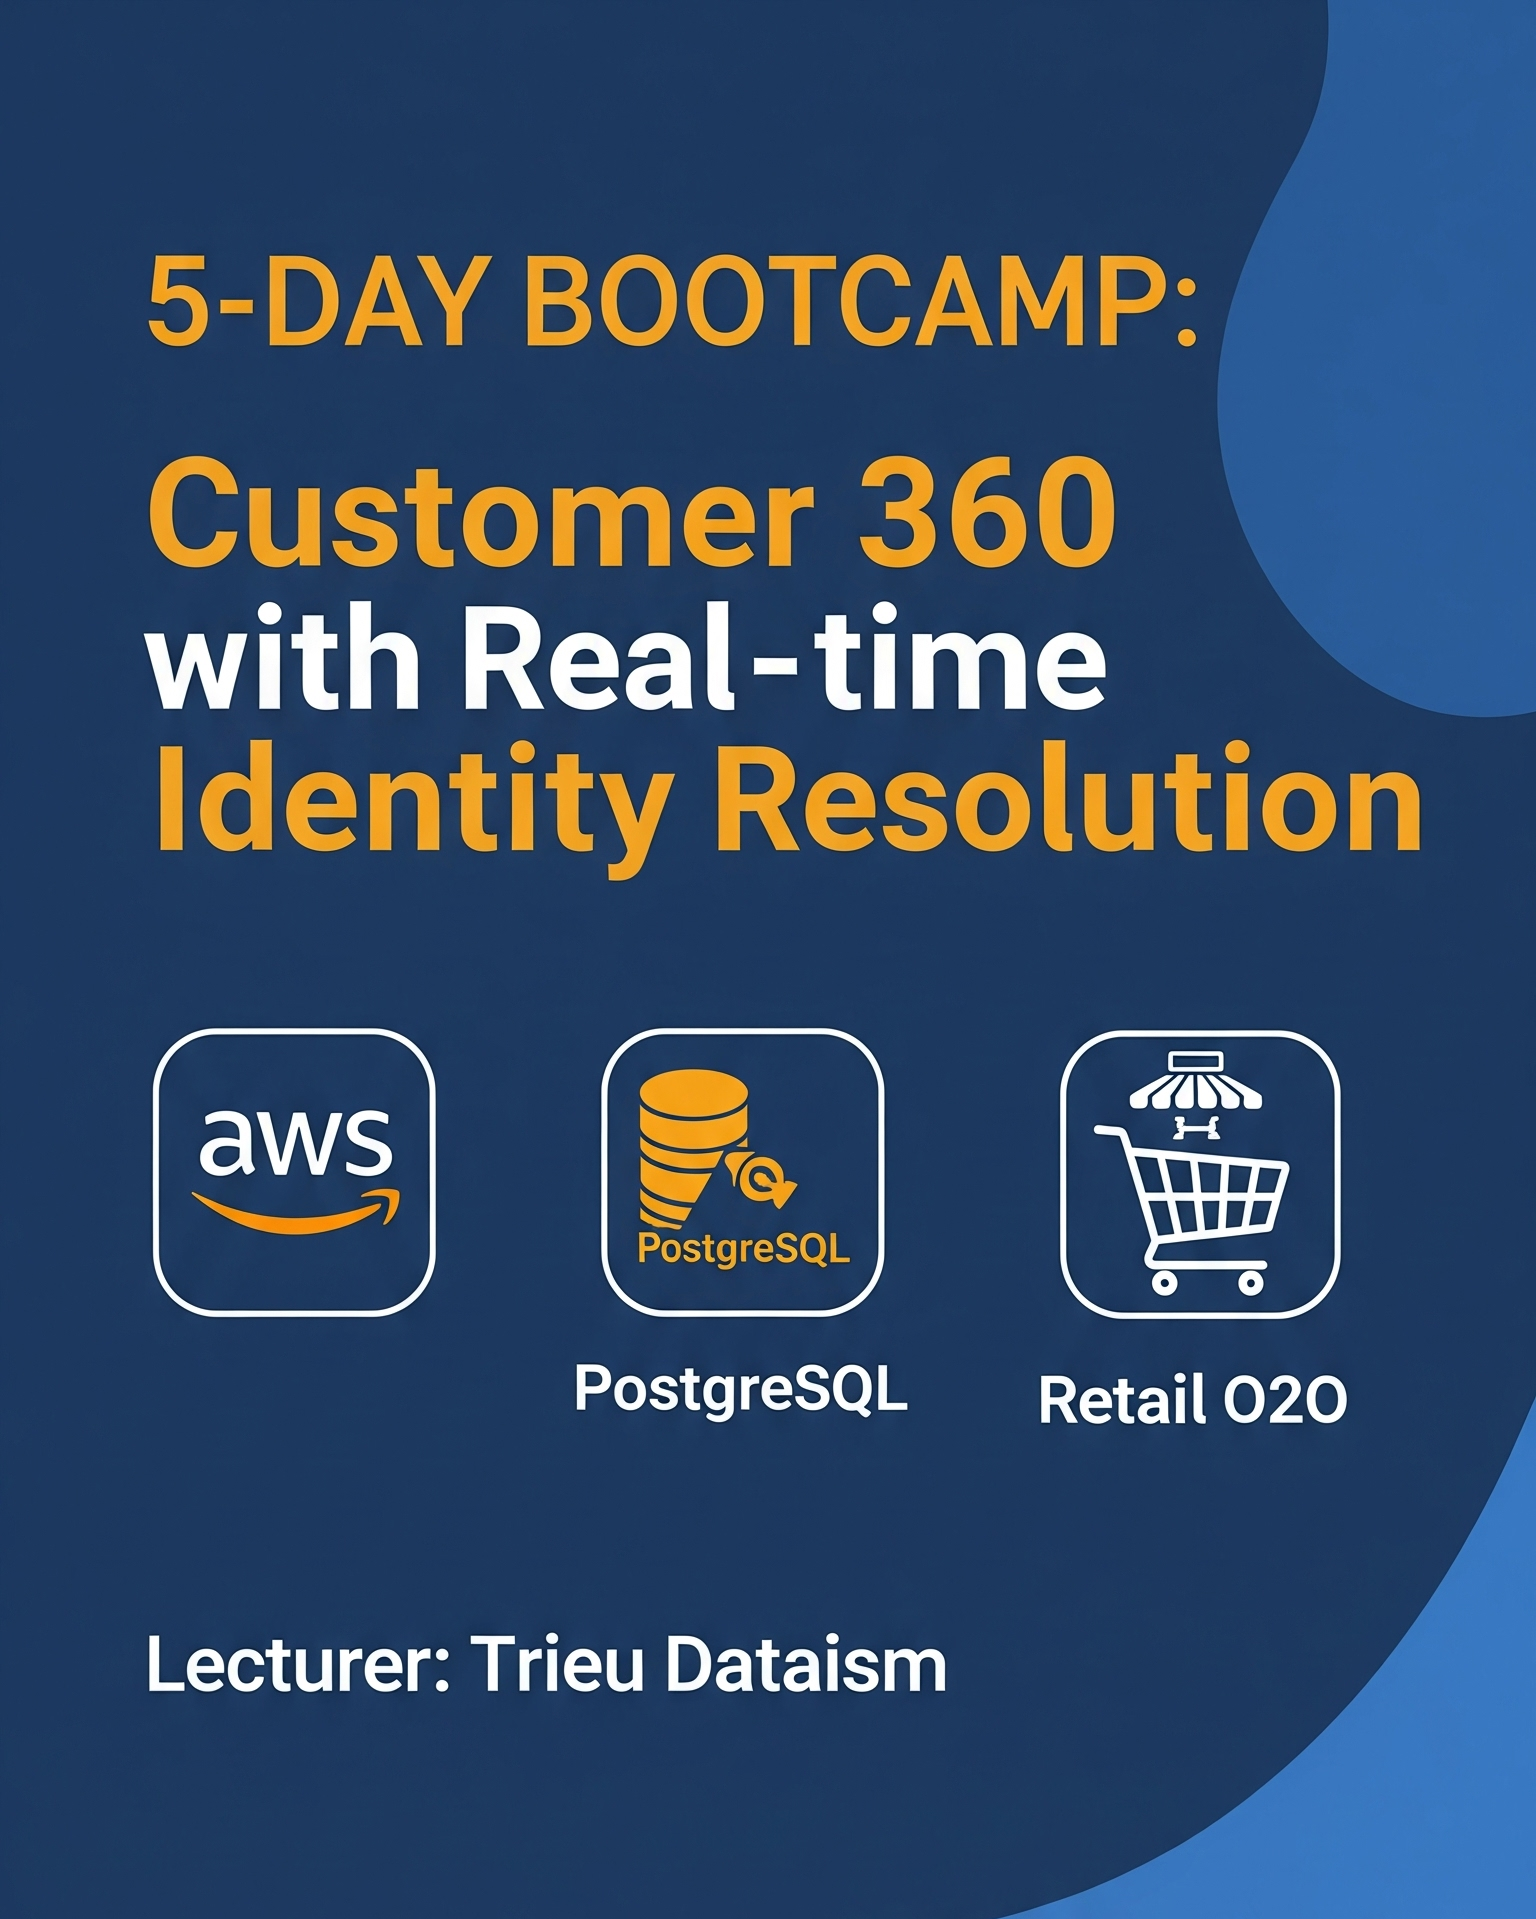 5-DAY BOOTCAMP:
Customer 360
with Real-time
Identity Resolution
aws
PostgreSQL
PostgreSQL
Retail O2O
Lecturer: Trieu Dataism